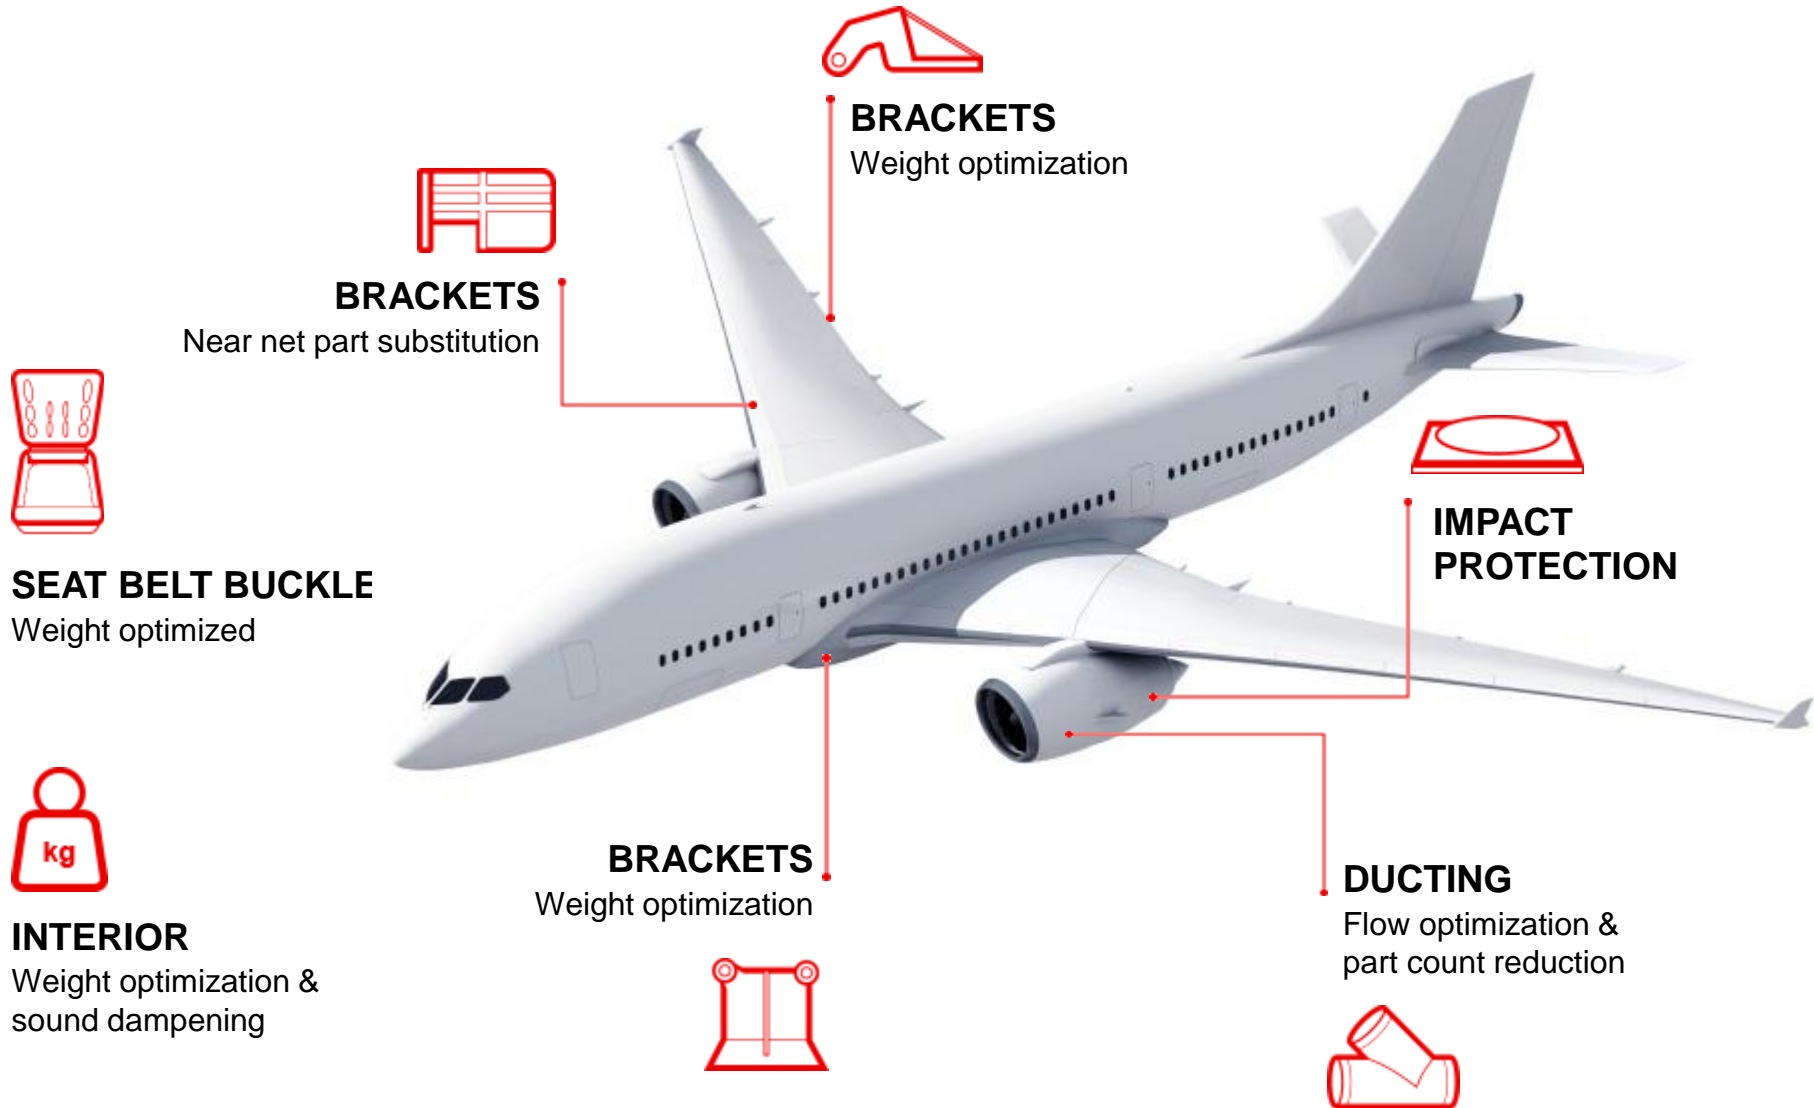 BRACKETS
Weight optimization
BRACKETS
Near net part substitution
SEAT BELT BUCKLE
Weight optimized
IMPACT
PROTECTION
kg
INTERIOR
Weight optimization &
sound dampening
BRACKETS
Weight optimization
DUCTING
Flow optimization &
part count reduction